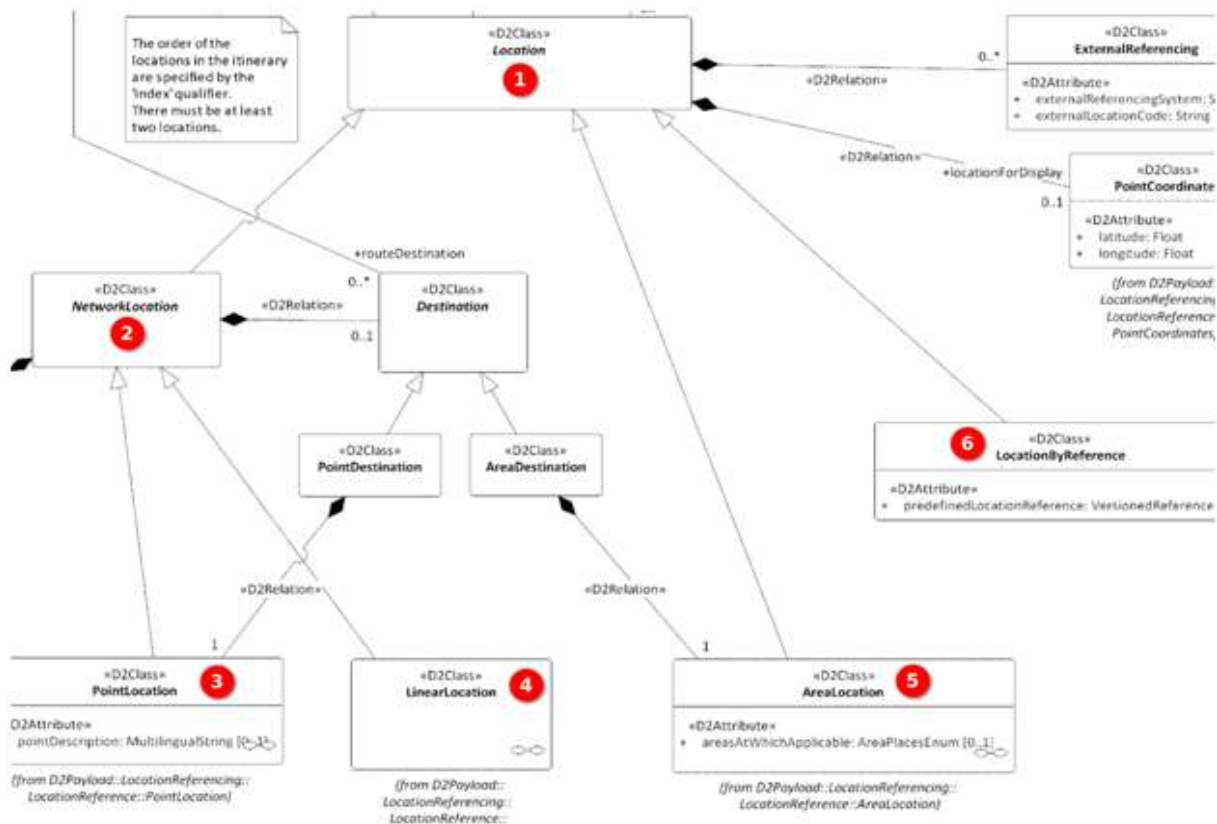 The order of the
locations in the itinerary
are specified by the
'index' qualifier.
There must be at least
two locations.
«D2Class»
Location
1
«D2Relation»
0..*
«D2Class»
ExternalReferencing
«D2Attribute»
+ externalReferencingSystem: S
+ externalLocationCode: String
«D2Relation»
+locationForDisplay
0..1
«D2Class»
PointCoordinate
«D2Attribute»
+ latitude: Float
+ longitude: Float
(from D2Payload:
LocationReferencing
LocationReference
PointCoordinates
+routeDestination
0..*
«D2Class»
NetworkLocation
2
«D2Relation»
0..1
«D2Class»
Destination
«D2Class»
PointDestination
«D2Class»
AreaDestination
6
«D2Class»
LocationByReference
«D2Attribute»
+ predefinedLocationReference: VersionedReference
«D2Relation»
«D2Relation»
1
1
«D2Class»
PointLocation
3
D2Attribute»
pointDescription: MultilingualString [0..1]
(from D2Payload::LocationReferencing::
LocationReference::PointLocation)
«D2Class»
LinearLocation
4
(from D2Payload::
LocationReferencing::
LocationReference::
«D2Class»
AreaLocation
5
«D2Attribute»
+ areasAtWhichApplicable: AreaPlacesEnum [0..1]
(from D2Payload::LocationReferencing::
LocationReference::AreaLocation)